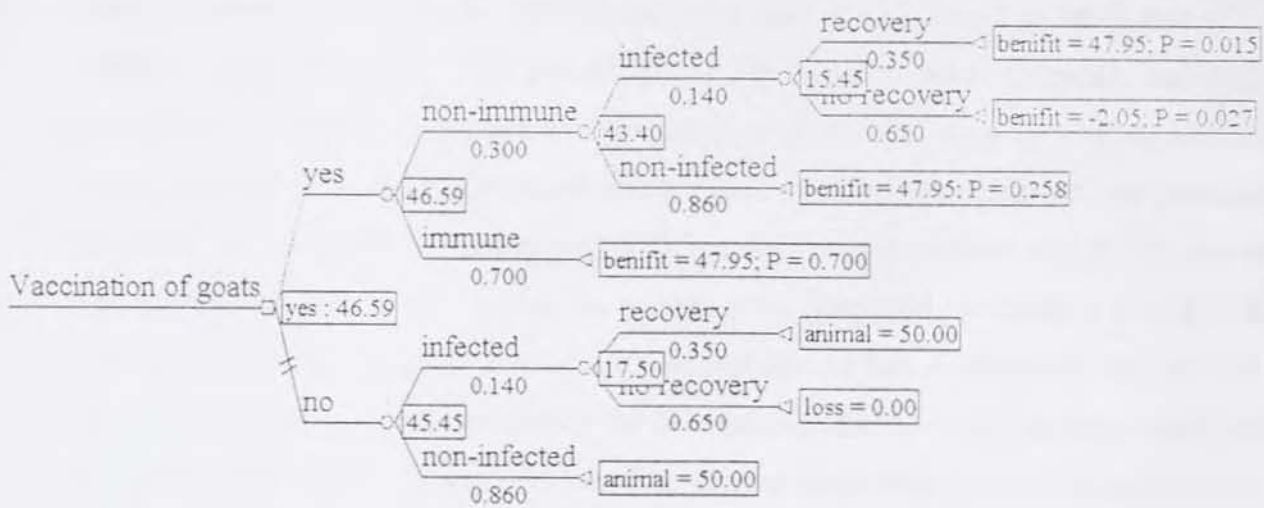 recovery
0.350
benifit = 47.95; P = 0.015
infected
0.140
15.45
no recovery
0.650
benifit = -2.05; P = 0.027
non-immune
0.300
43.40
non-infected
0.860
benifit = 47.95; P = 0.258
yes
46.59
immune
0.700
benifit = 47.95; P = 0.700
Vaccination of goats
yes : 46.59
recovery
0.350
animal = 50.00
infected
0.140
17.50
no recovery
0.650
loss = 0.00
no
45.45
non-infected
0.860
animal = 50.00